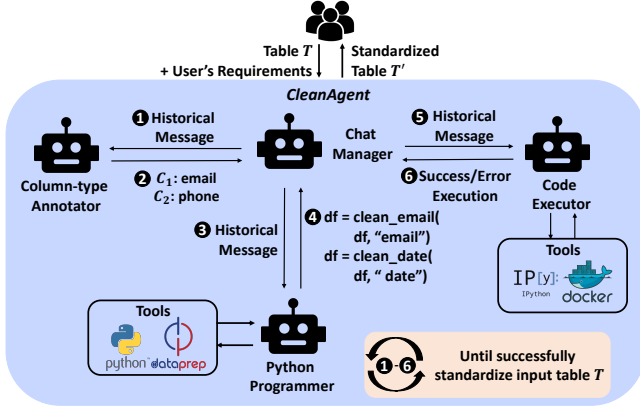 Table T
+ User's Requirements
Standardized
Table T′
CleanAgent
❶ Historical
Message
Chat
Manager
❺ Historical
Message
Column-type
Annotator
❷ C₁: email
C₂: phone
❻ Success/Error
Execution
Code
Executor
❸ Historical
Message
❹ df = clean_email(
df, “email”)
df = clean_date(
df, “ date”)
Tools
IP[y]:
IPython
docker
Tools
python™
dataprep
Python
Programmer
❶-❻
Until successfully
standardize input table T